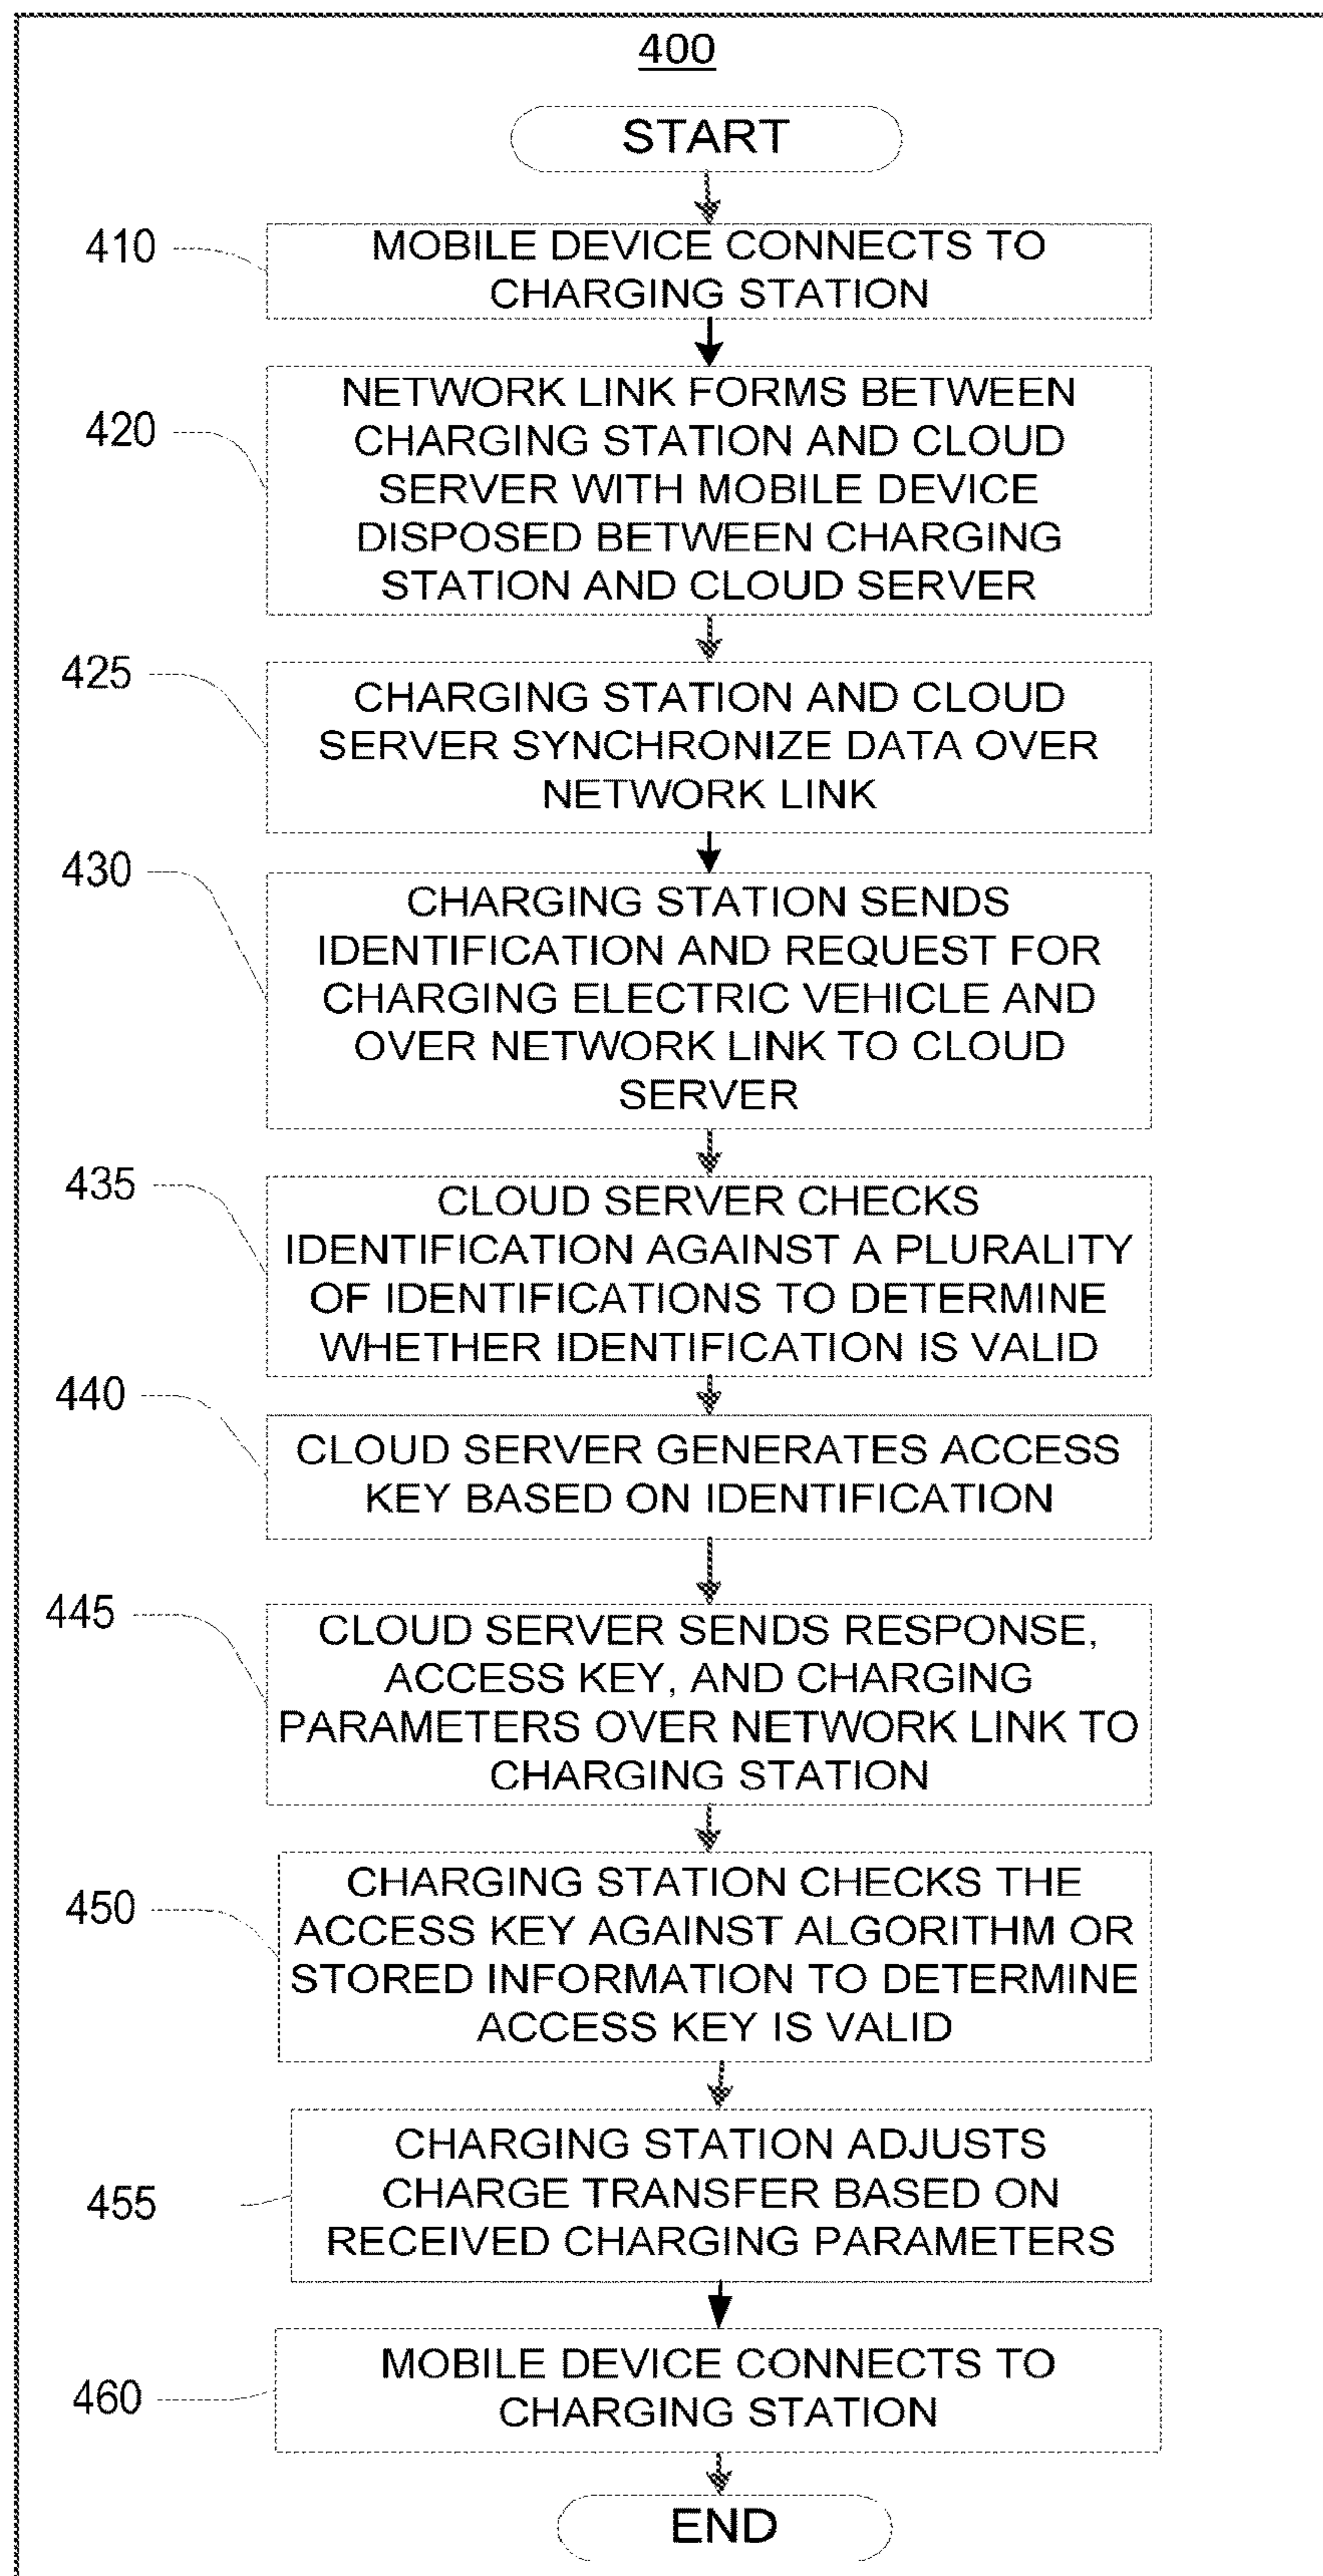 400
START
410
MOBILE DEVICE CONNECTS TO
CHARGING STATION
420
NETWORK LINK FORMS BETWEEN
CHARGING STATION AND CLOUD
SERVER WITH MOBILE DEVICE
DISPOSED BETWEEN CHARGING
STATION AND CLOUD SERVER
425
CHARGING STATION AND CLOUD
SERVER SYNCHRONIZE DATA OVER
NETWORK LINK
430
CHARGING STATION SENDS
IDENTIFICATION AND REQUEST FOR
CHARGING ELECTRIC VEHICLE AND
OVER NETWORK LINK TO CLOUD
SERVER
435
CLOUD SERVER CHECKS
IDENTIFICATION AGAINST A PLURALITY
OF IDENTIFICATIONS TO DETERMINE
WHETHER IDENTIFICATION IS VALID
440
CLOUD SERVER GENERATES ACCESS
KEY BASED ON IDENTIFICATION
445
CLOUD SERVER SENDS RESPONSE,
ACCESS KEY, AND CHARGING
PARAMETERS OVER NETWORK LINK TO
CHARGING STATION
450
CHARGING STATION CHECKS THE
ACCESS KEY AGAINST ALGORITHM OR
STORED INFORMATION TO DETERMINE
ACCESS KEY IS VALID
455
CHARGING STATION ADJUSTS
CHARGE TRANSFER BASED ON
RECEIVED CHARGING PARAMETERS
460
MOBILE DEVICE CONNECTS TO
CHARGING STATION
END